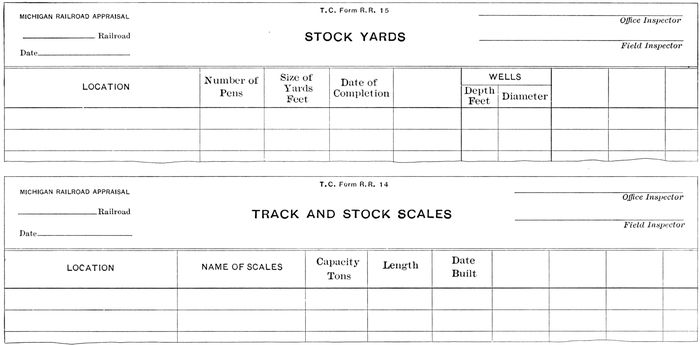 T.C. Form R.R. 15
MICHIGAN RAILROAD APPRAISAL
Railroad
Date
STOCK YARDS
Office Inspector
Field Inspector
LOCATION
Number of
Pens
Size of
Yards
Feet
Date of
Completion
WELLS
Depth
Feet
Diameter
T.C. Form R.R. 14
MICHIGAN RAILROAD APPRAISAL
Railroad
Date
TRACK AND STOCK SCALES
Office Inspector
Field Inspector
LOCATION
NAME OF SCALES
Capacity
Tons
Length
Date
Built